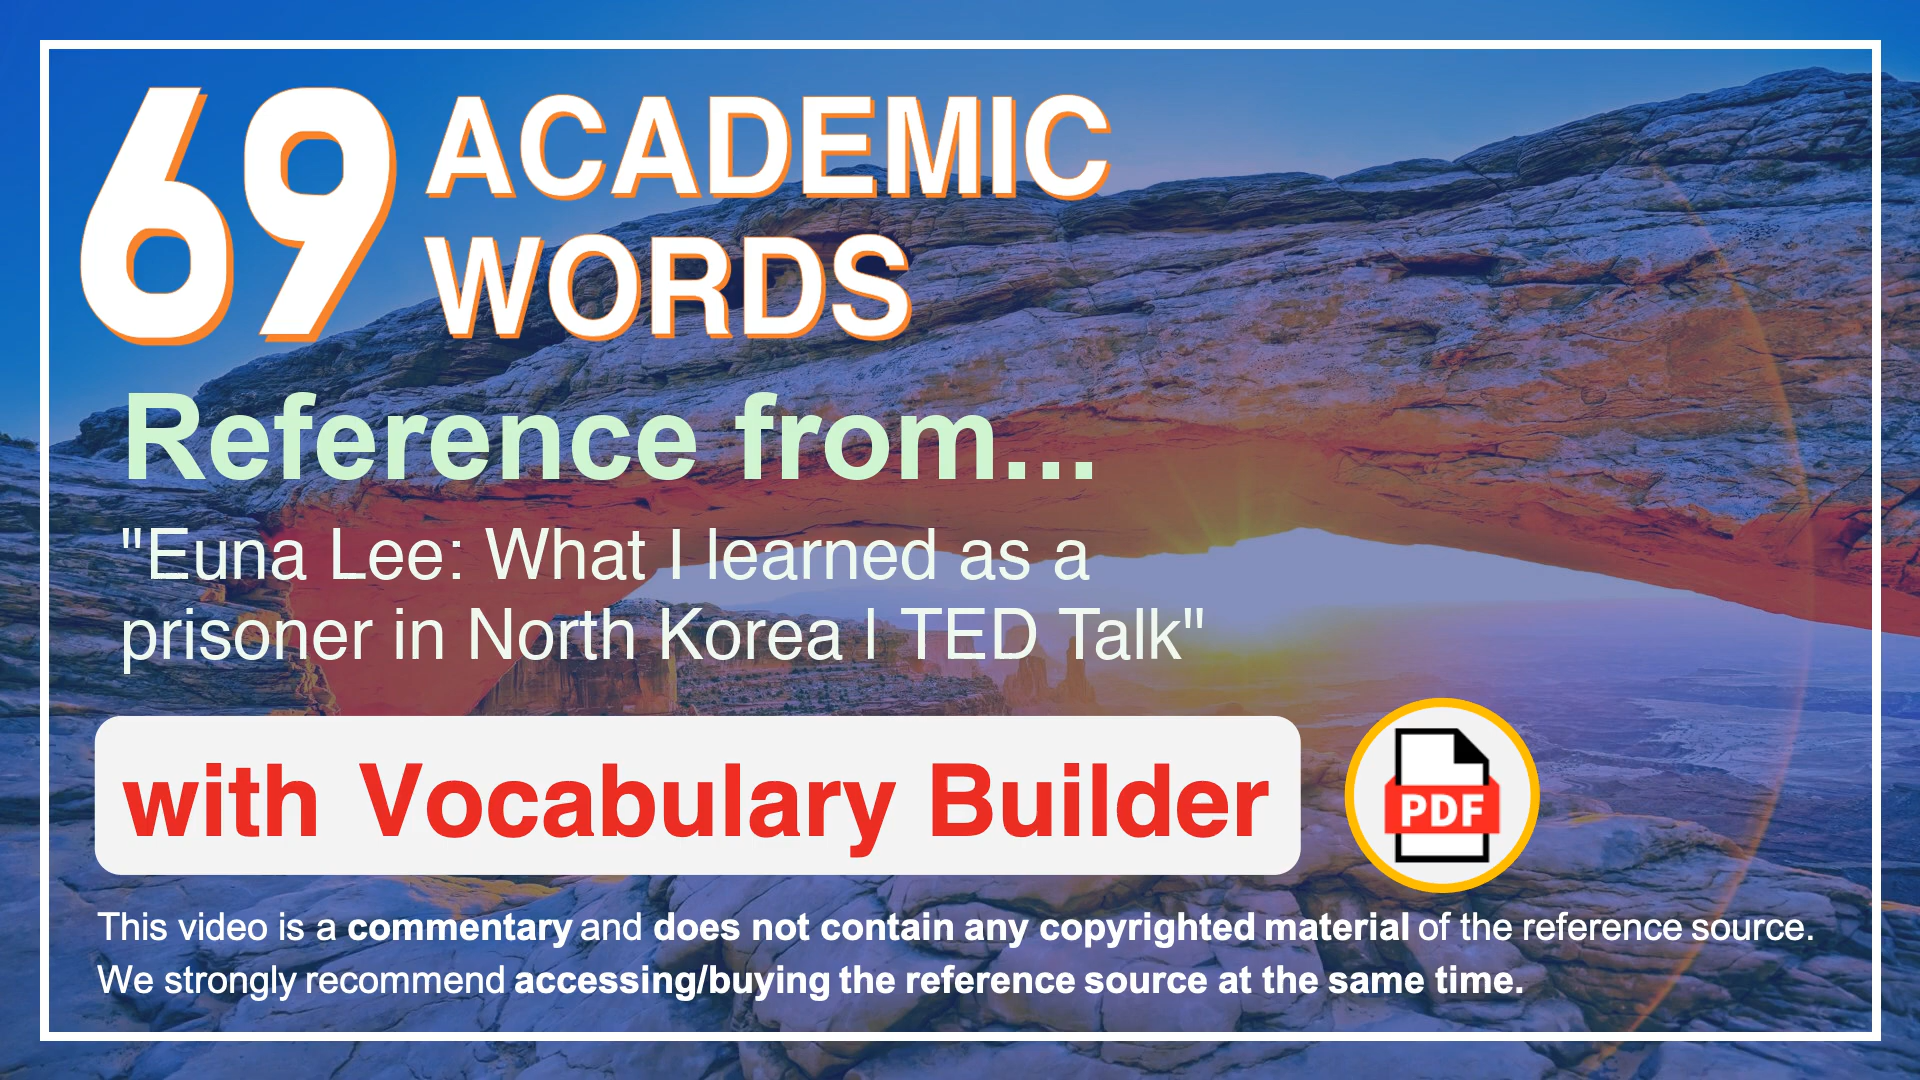 69 ACADEMIC
WORDS
Reference from...
"Euna Lee: What I learned as a
prisoner in North Korea | TED Talk"
with Vocabulary Builder
PDF
This video is a commentary and does not contain any copyrighted material of the reference source.
We strongly recommend accessing/buying the reference source at the same time.